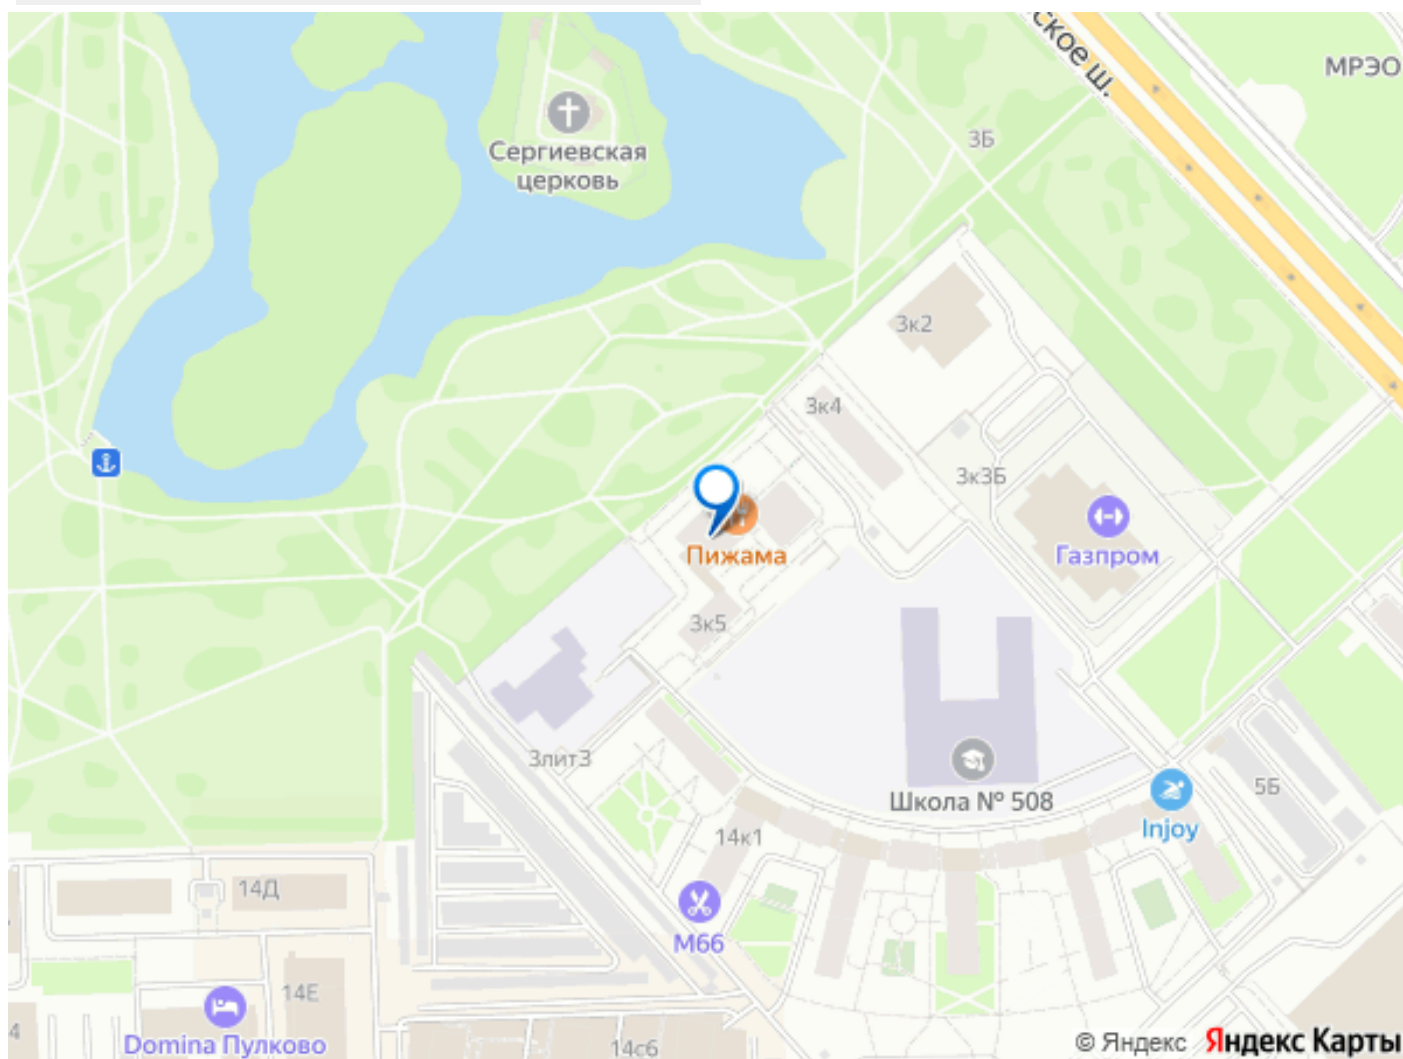 ское ш.
МРЭО
3Б
Сергиевская
церковь
3к2
3к4
3к3Б
Газпром
Пижама
3к5
3лит3
Школа № 508
5Б
Injoy
14к1
14Д
М66
14Е
4
Domina Пулково
14с6
© Яндекс Яндекс Карты